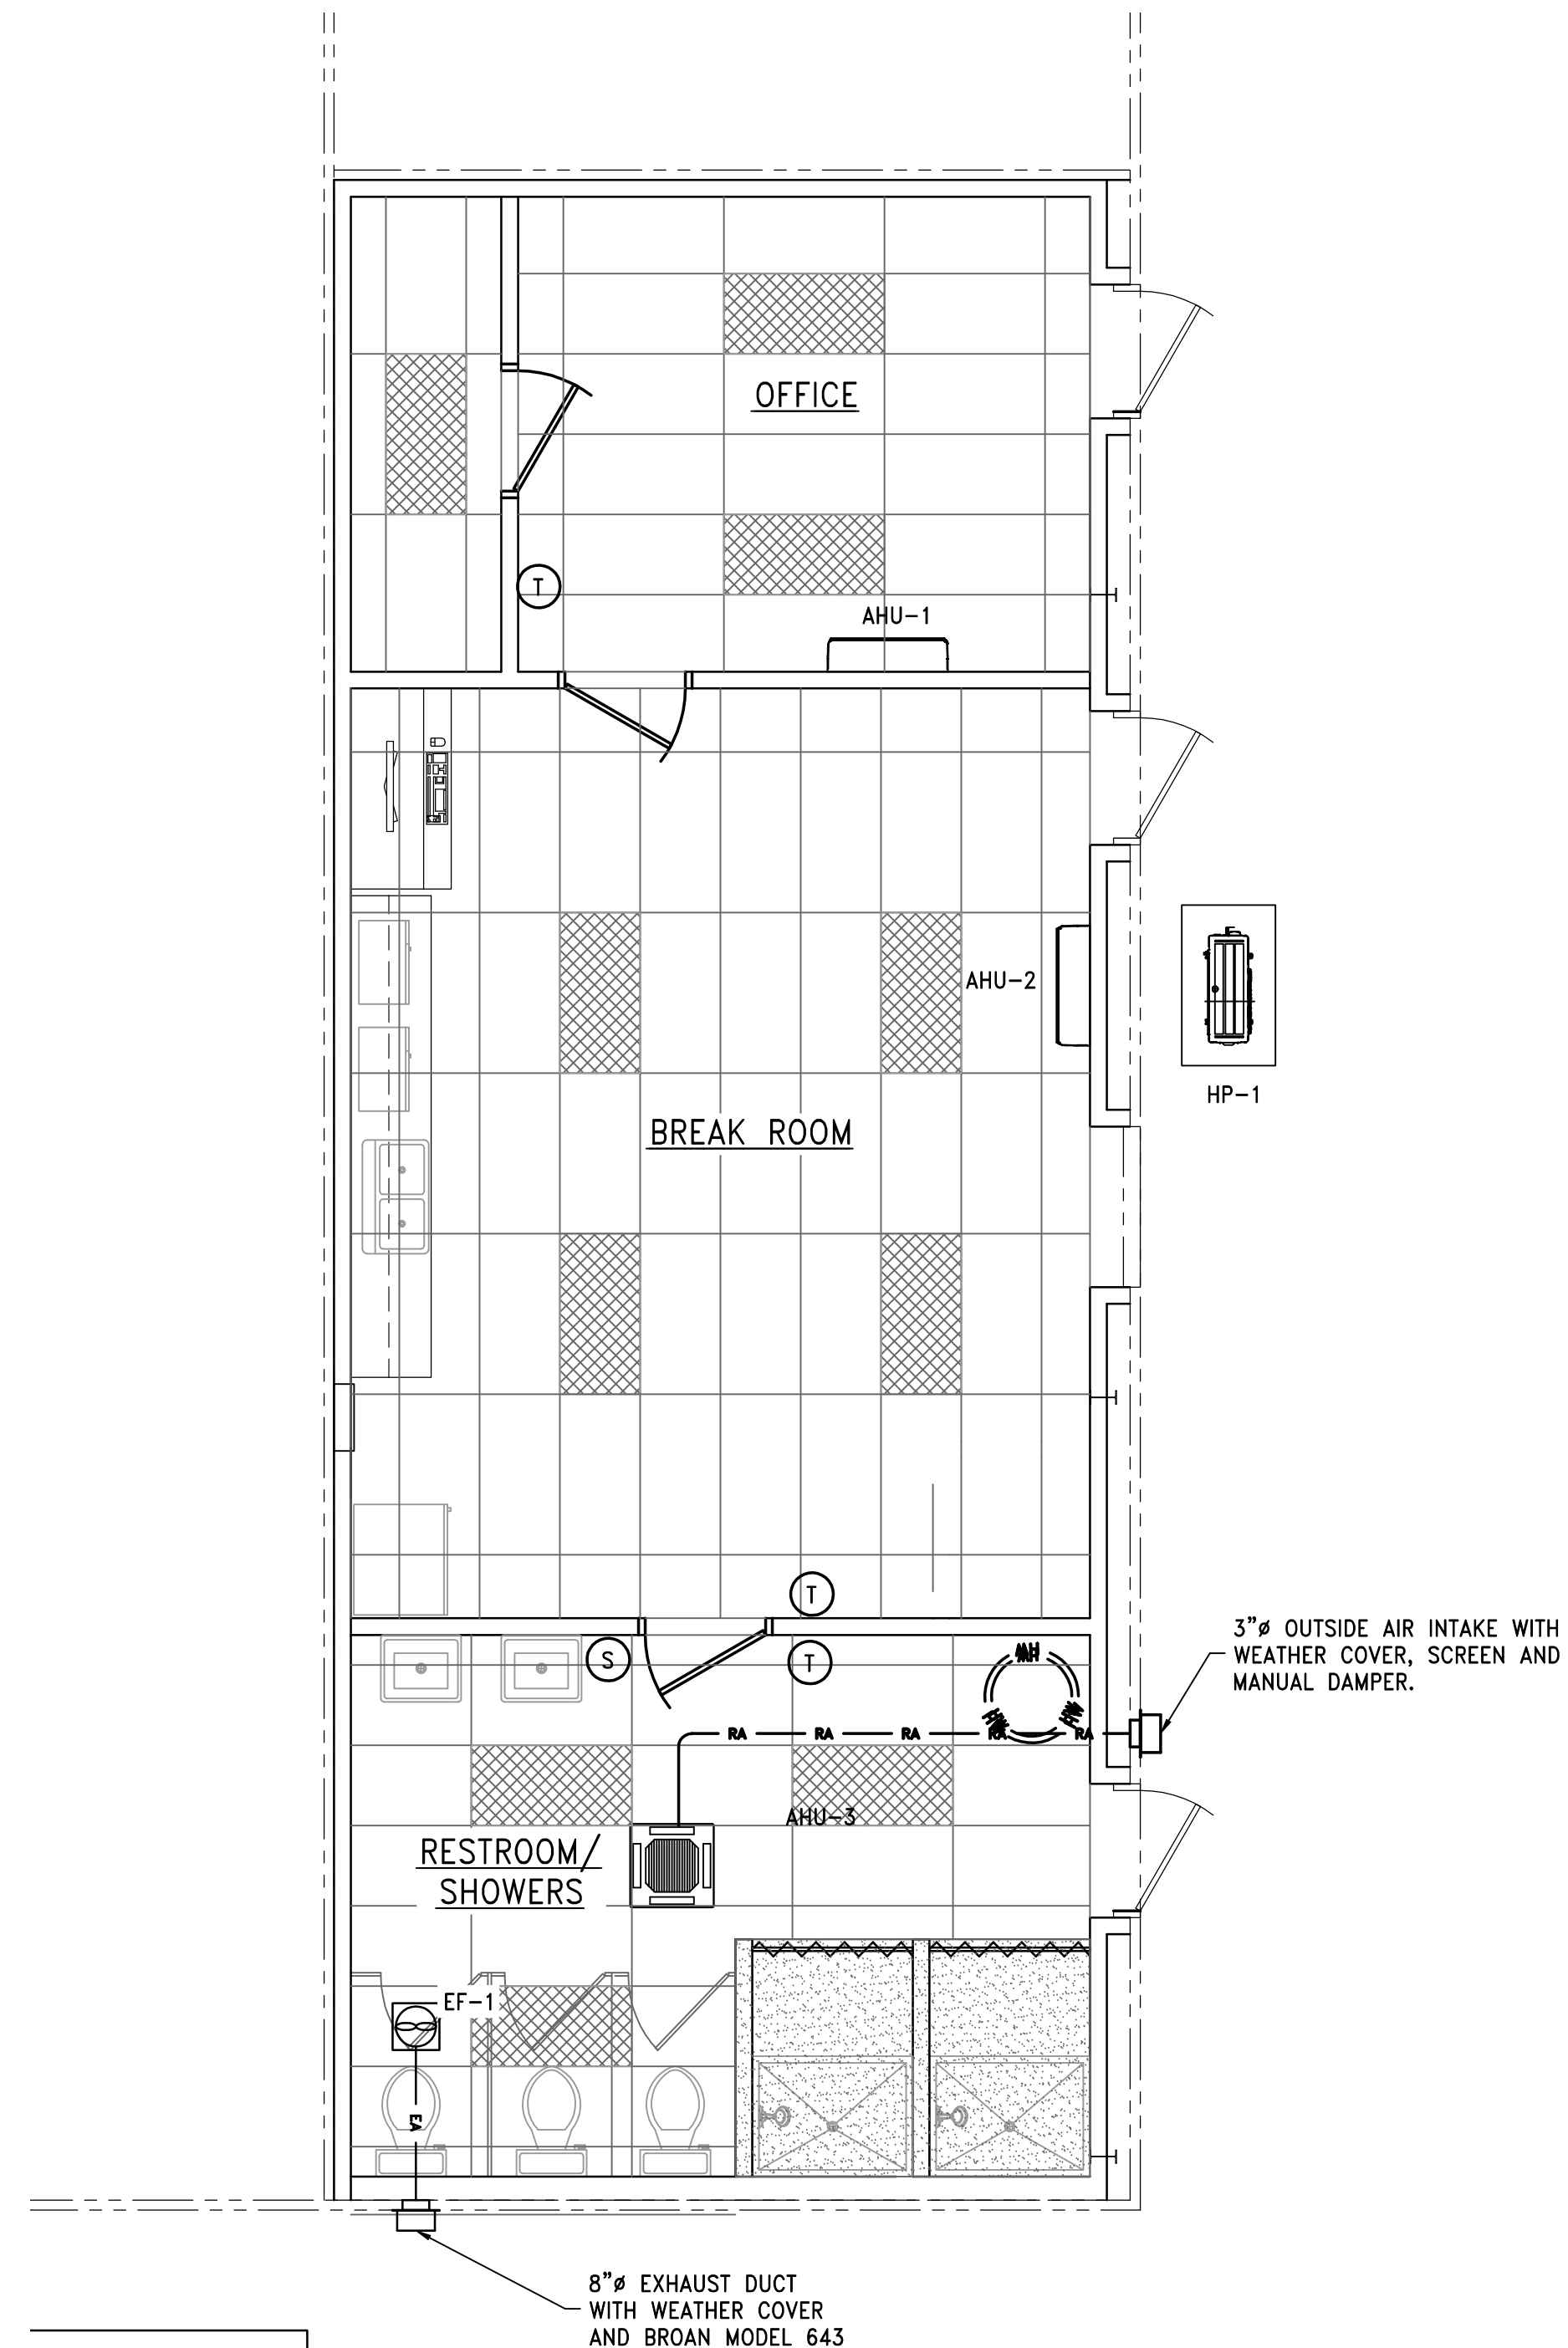 OFFICE
T
AHU-1
AHU-2
HP-1
BREAK ROOM
T
S
T
3"ø OUTSIDE AIR INTAKE WITH
WEATHER COVER, SCREEN AND
MANUAL DAMPER.
RA RA RA RA RA
AHU-3
RESTROOM/
SHOWERS
EF-1
EA
8"ø EXHAUST DUCT
WITH WEATHER COVER
AND BROAN MODEL 643